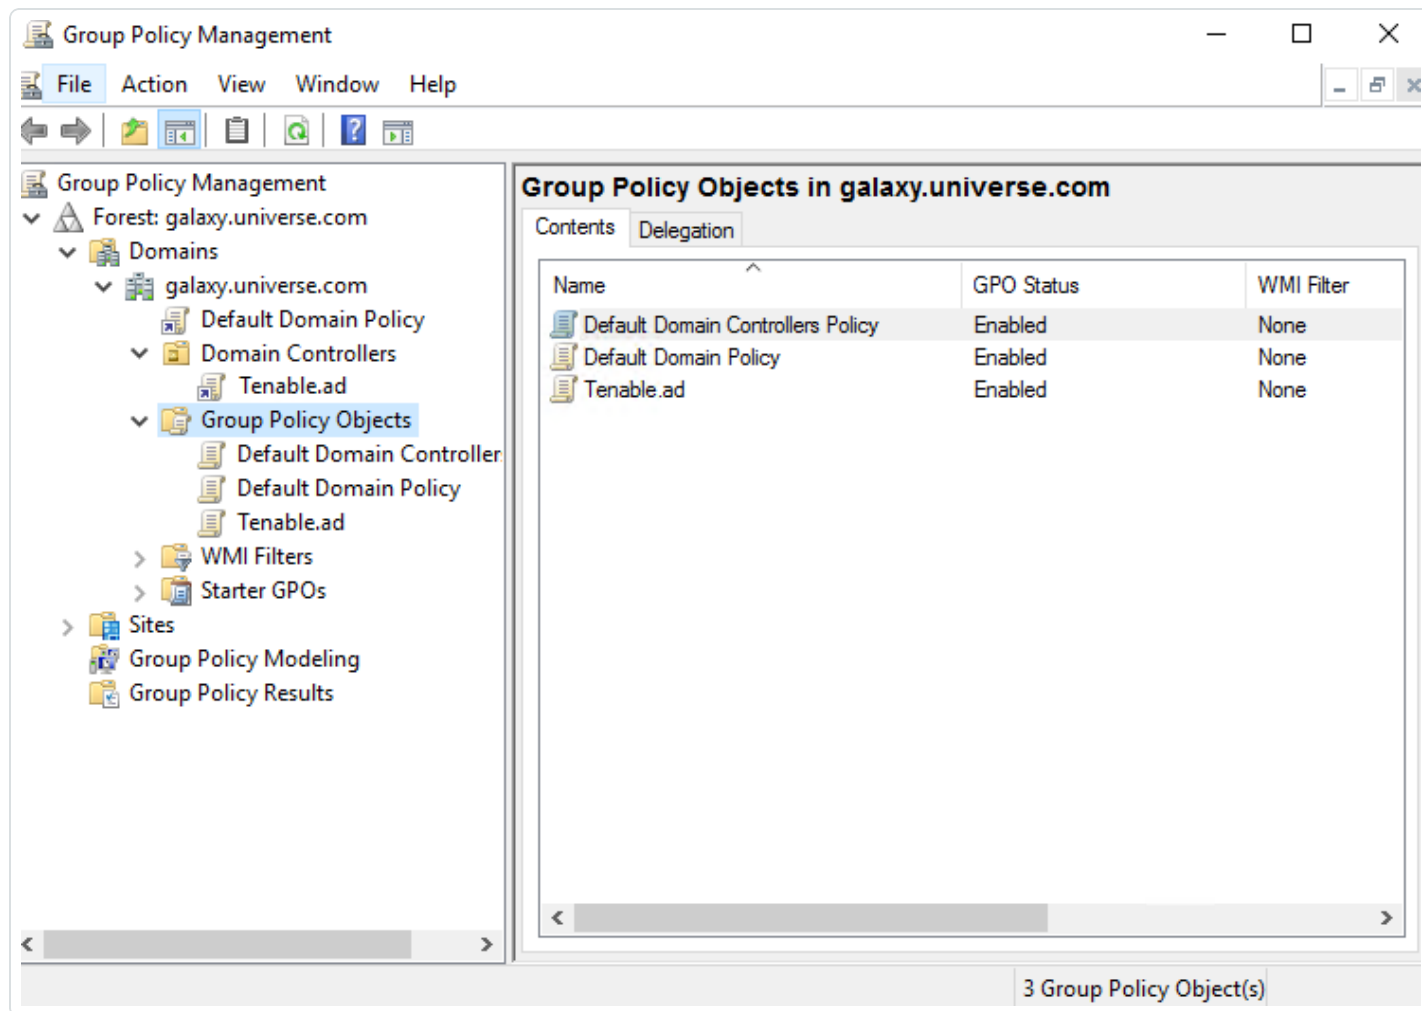 Group Policy Management
File Action View Window Help
Group Policy Management
Forest: galaxy.universe.com
Domains
galaxy.universe.com
Default Domain Policy
Domain Controllers
Tenable.ad
Group Policy Objects
Default Domain Controller
Default Domain Policy
Tenable.ad
WMI Filters
Starter GPOs
Sites
Group Policy Modeling
Group Policy Results
Group Policy Objects in galaxy.universe.com
Contents Delegation
Name GPO Status WMI Filter
Default Domain Controllers Policy Enabled None
Default Domain Policy Enabled None
Tenable.ad Enabled None
3 Group Policy Object(s)